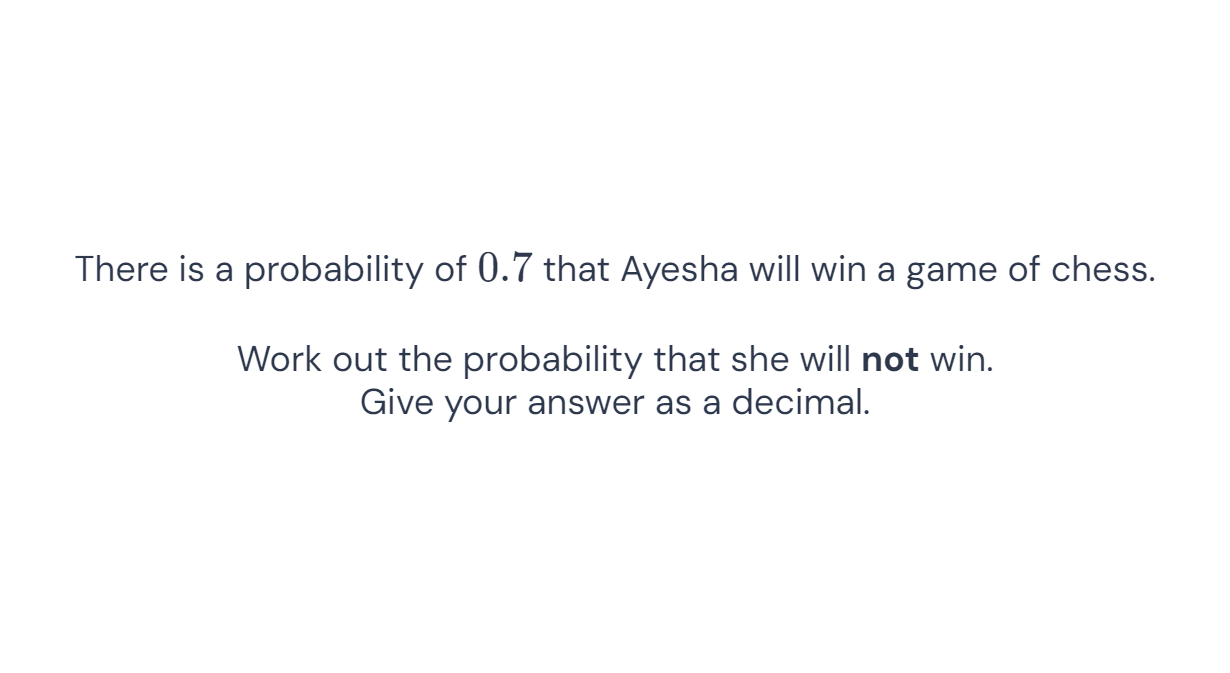 There is a probability of 0.7 that Ayesha will win a game of chess.
Work out the probability that she will not win.
Give your answer as a decimal.